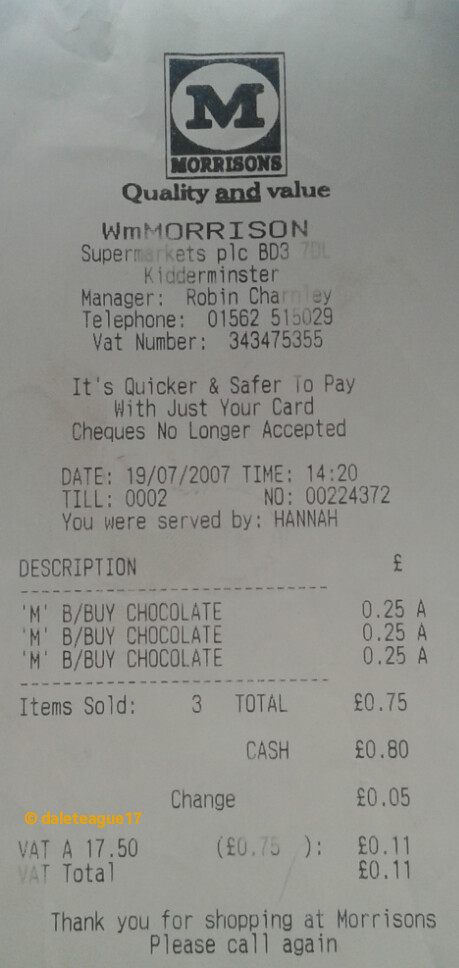 M
MORRISONS
Quality and value
WmMORRISON
Supermarkets plc BD3 7DL
Kidderminster
Manager: Robin Charnley
Telephone: 01562 515029
Vat Number: 343475355
It's Quicker & Safer To Pay
With Just Your Card
Cheques No Longer Accepted
DATE: 19/07/2007 TIME: 14:20
TILL: 0002 NO: 00224372
You were served by: HANNAH
DESCRIPTION £
'M' B/BUY CHOCOLATE 0.25 A
'M' B/BUY CHOCOLATE 0.25 A
'M' B/BUY CHOCOLATE 0.25 A
Items Sold: 3 TOTAL £0.75
CASH £0.80
Change £0.05
© daleteague17
VAT A 17.50 (£0.75 ): £0.11
VAT Total £0.11
Thank you for shopping at Morrisons
Please call again